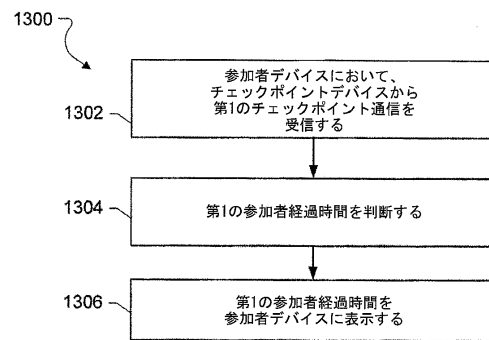 1300
参加者デバイスにおいて、
チェックポイントデバイスから
第1のチェックポイント通信を
受信する
1302
第1の参加者経過時間を判断する
1304
第1の参加者経過時間を
参加者デバイスに表示する
1306